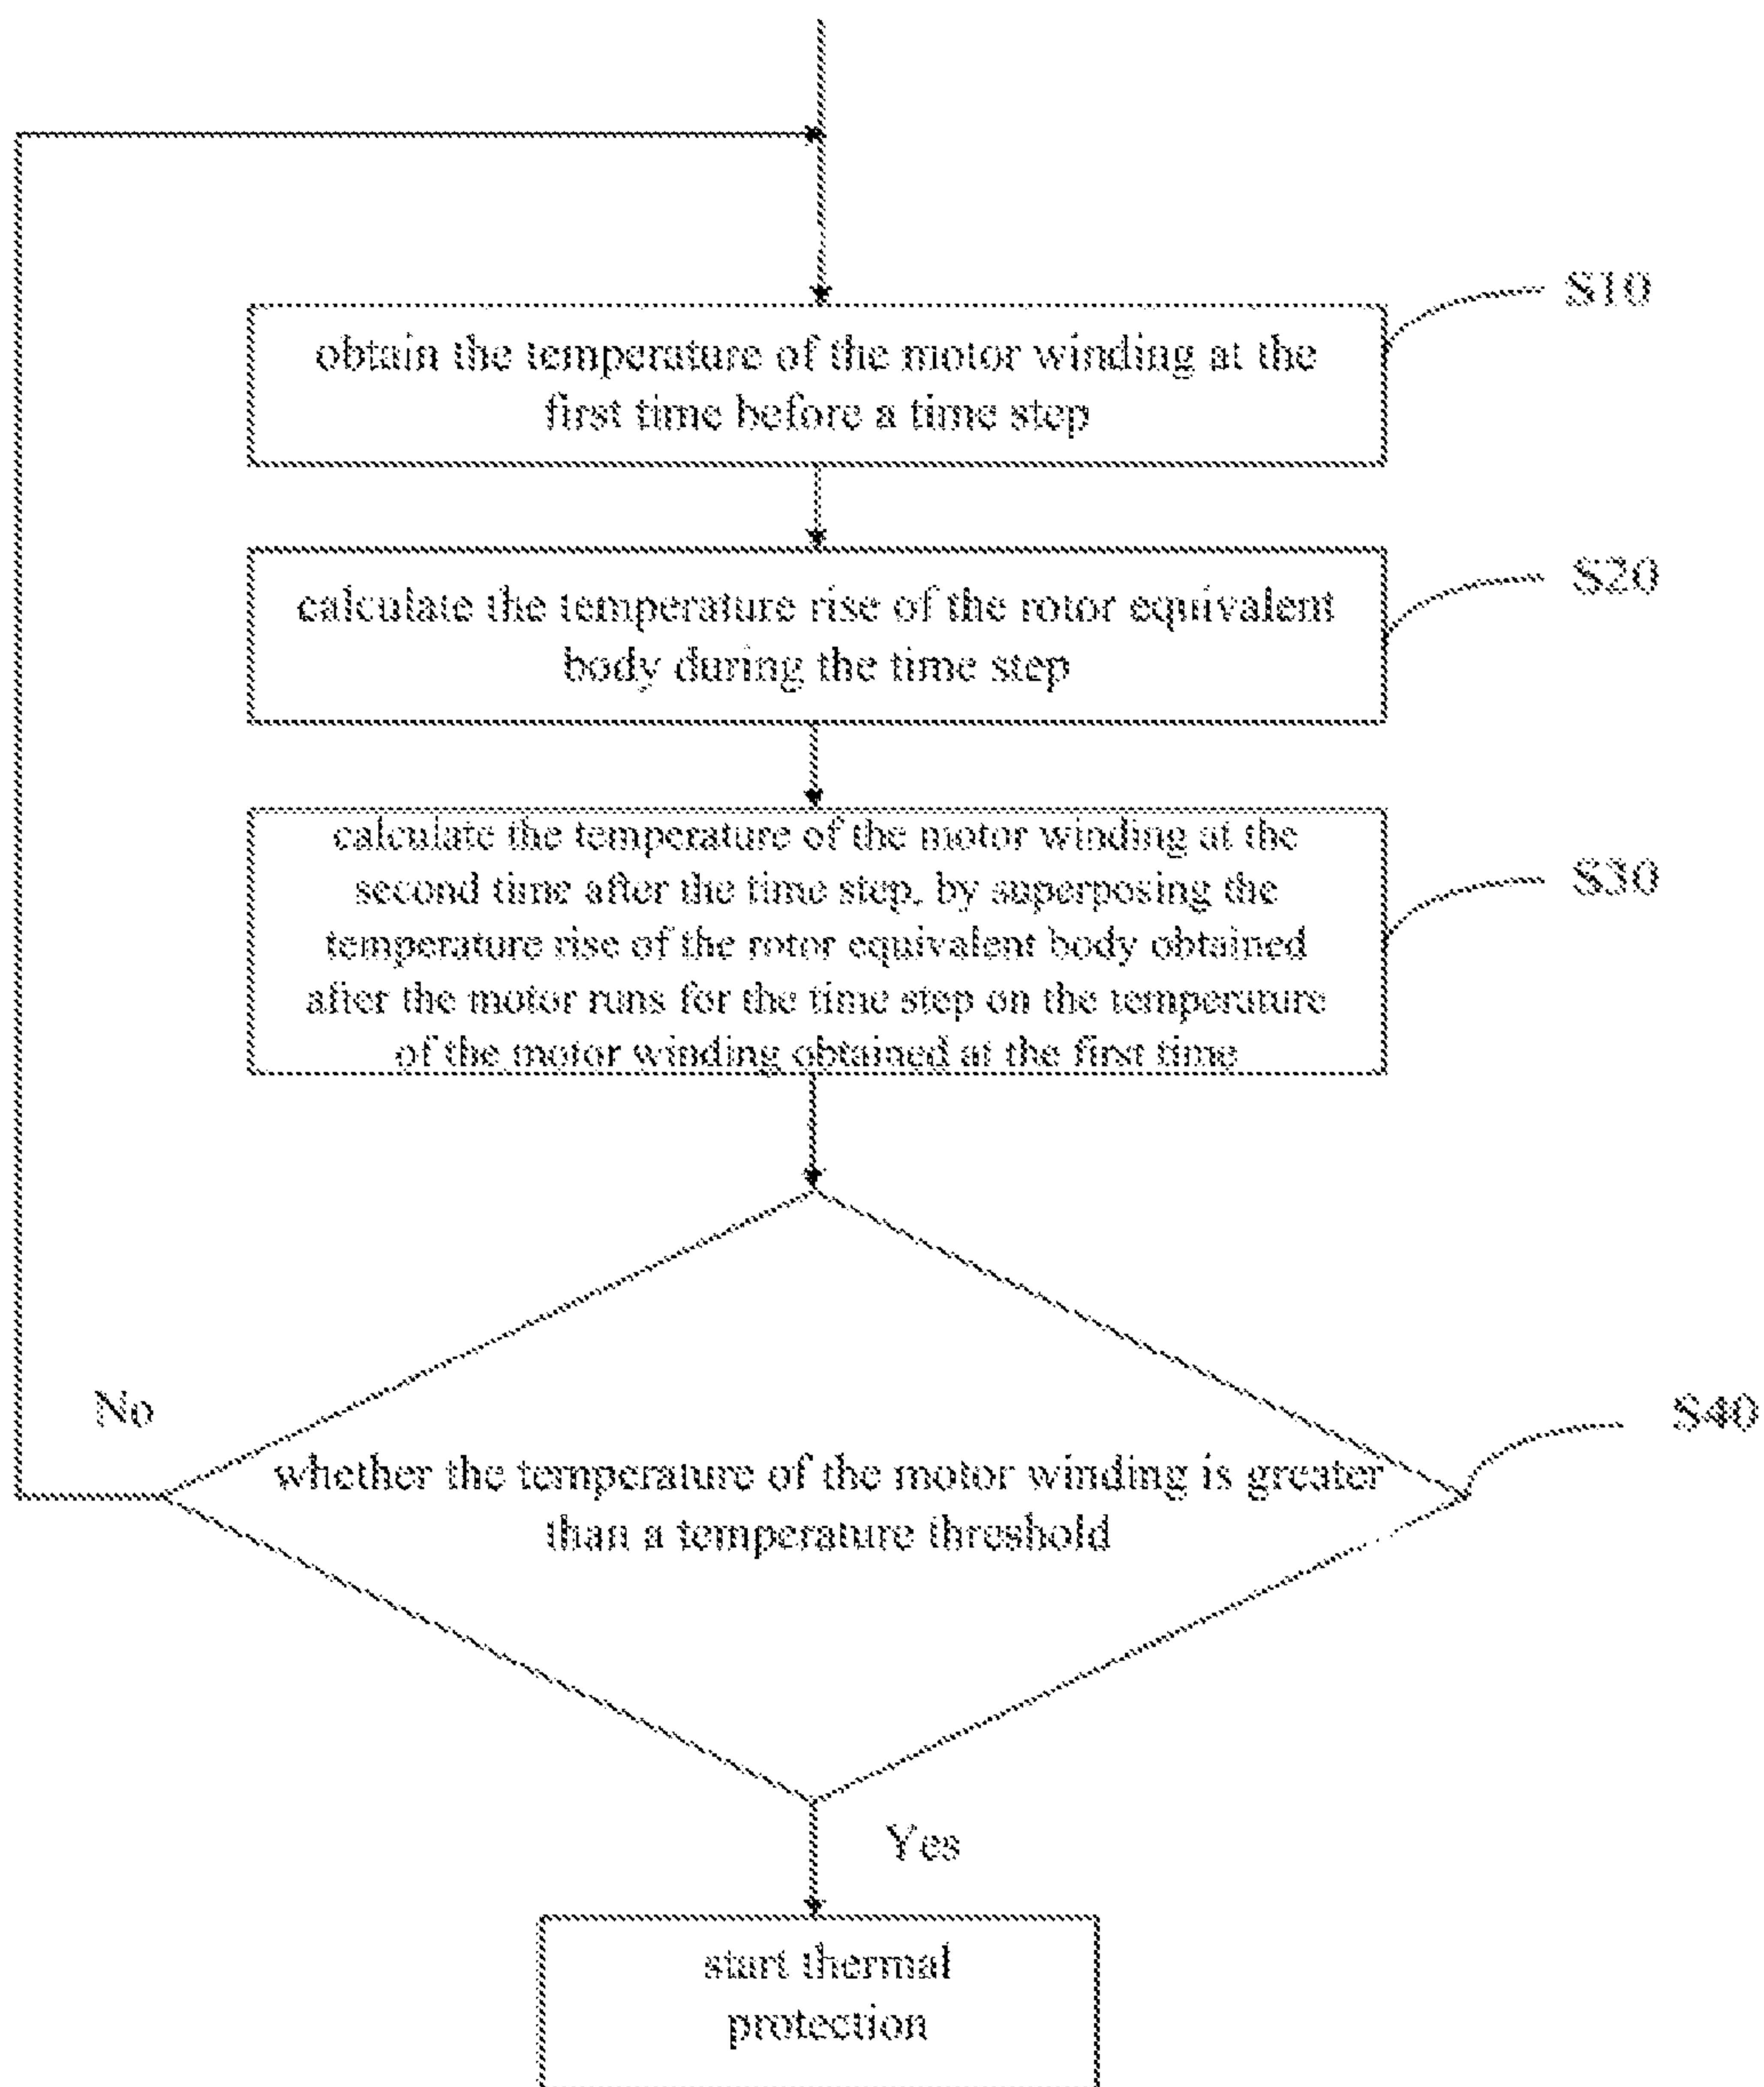 S10
obtain the temperature of the motor winding at the
first time before a time step
S20
calculate the temperature rise of the rotor equivalent
body during the time step
calculate the temperature of the motor winding at the
second time after the time step, by superposing the
S30
temperature rise of the rotor equivalent body obtained
after the motor runs for the time step on the temperature
of the motor winding obtained at the first time
No
S40
whether the temperature of the motor winding is greater
than a temperature threshold
Yes
start thermal
protection